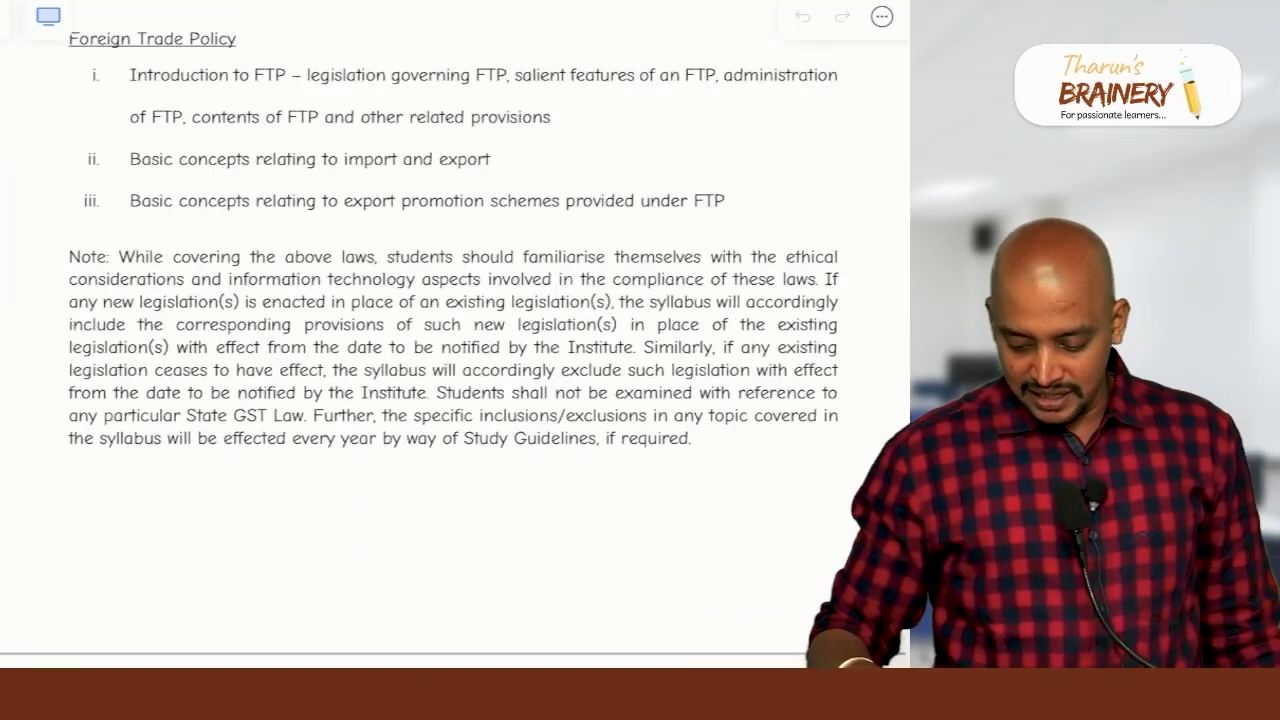 Foreign Trade Policy
i. Introduction to FTP – legislation governing FTP, salient features of an FTP, administration
of FTP, contents of FTP and other related provisions
ii. Basic concepts relating to import and export
iii. Basic concepts relating to export promotion schemes provided under FTP
Note: While covering the above laws, students should familiarise themselves with the ethical
considerations and information technology aspects involved in the compliance of these laws. If
any new legislation(s) is enacted in place of an existing legislation(s), the syllabus will accordingly
include the corresponding provisions of such new legislation(s) in place of the existing
legislation(s) with effect from the date to be notified by the Institute. Similarly, if any existing
legislation ceases to have effect, the syllabus will accordingly exclude such legislation with effect
from the date to be notified by the Institute. Students shall not be examined with reference to
any particular State GST Law. Further, the specific inclusions/exclusions in any topic covered in
the syllabus will be effected every year by way of Study Guidelines, if required.
Tharun's
BRAINERY
For passionate learners...